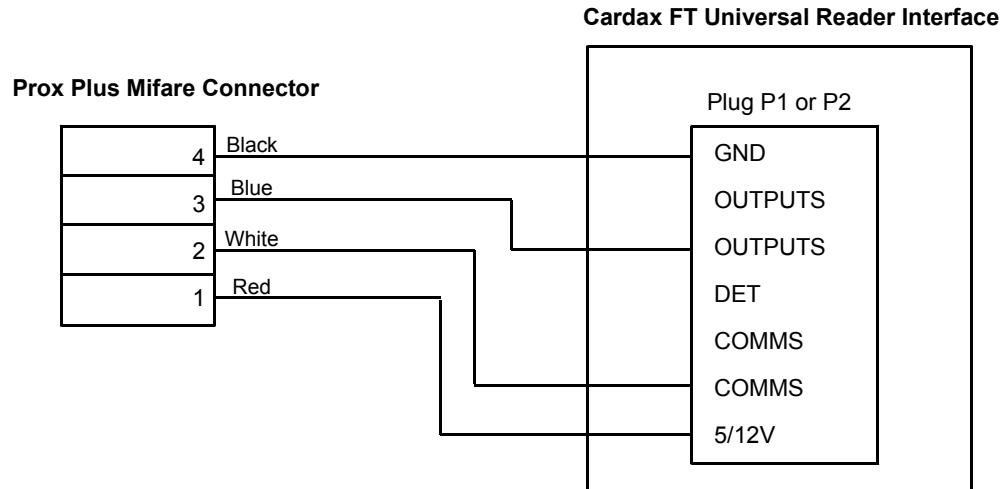 Cardax FT Universal Reader Interface
Prox Plus Mifare Connector
Plug P1 or P2
4 Black
3 Blue
2 White
1 Red
GND
OUTPUTS
OUTPUTS
DET
COMMS
COMMS
5/12V